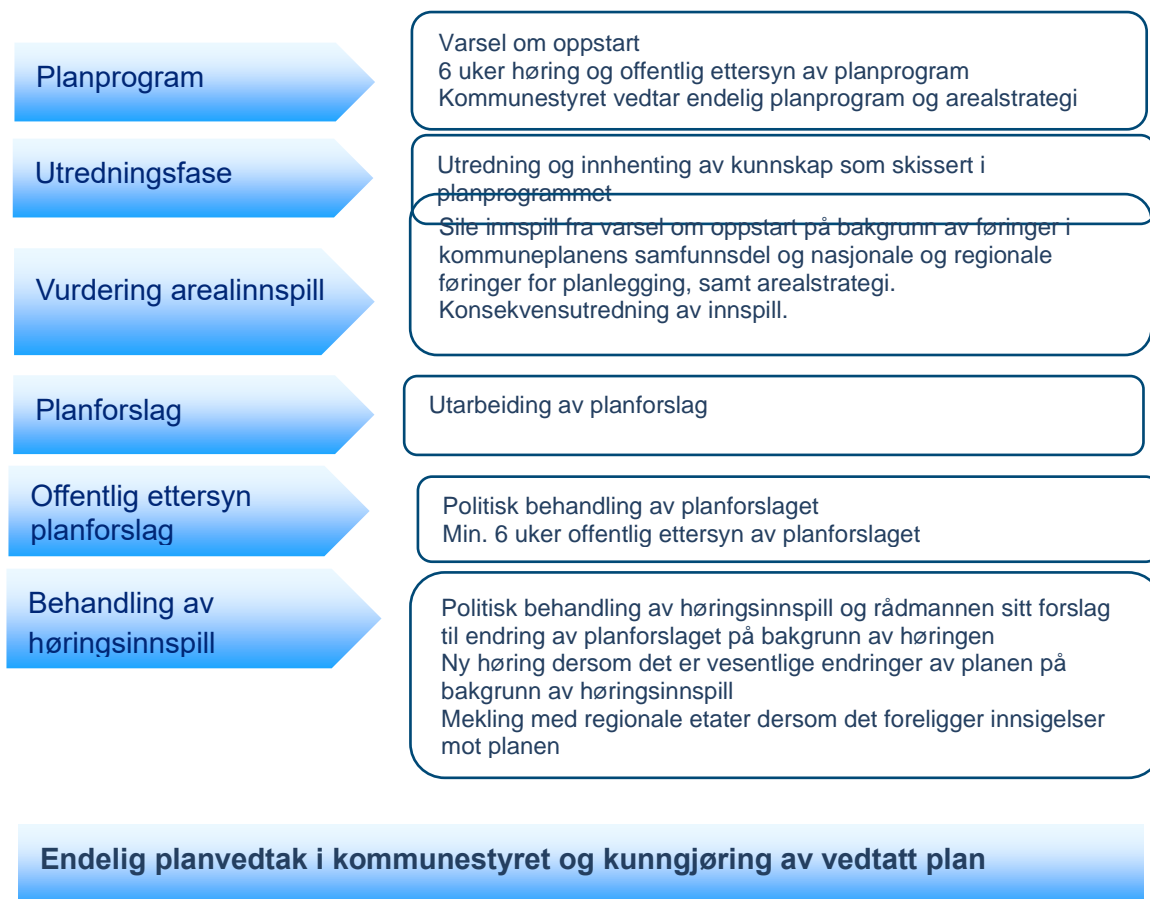 Planprogram
Varsel om oppstart
6 uker høring og offentlig ettersyn av planprogram
Kommunestyret vedtar endelig planprogram og arealstrategi
Utredningsfase
Utredning og innhenting av kunnskap som skissert i
planprogrammet
Vurdering arealinnspill
Sile innspill fra varsel om oppstart på bakgrunn av føringer i
kommuneplanens samfunnsdel og nasjonale og regionale
føringer for planlegging, samt arealstrategi.
Konsekvensutredning av innspill.
Planforslag
Utarbeiding av planforslag
Offentlig ettersyn
planforslag
Politisk behandling av planforslaget
Min. 6 uker offentlig ettersyn av planforslaget
Behandling av
høringsinnspill
Politisk behandling av høringsinnspill og rådmannen sitt forslag
til endring av planforslaget på bakgrunn av høringen
Ny høring dersom det er vesentlige endringer av planen på
bakgrunn av høringsinnspill
Mekling med regionale etater dersom det foreligger innsigelser
mot planen
Endelig planvedtak i kommunestyret og kunngjøring av vedtatt plan